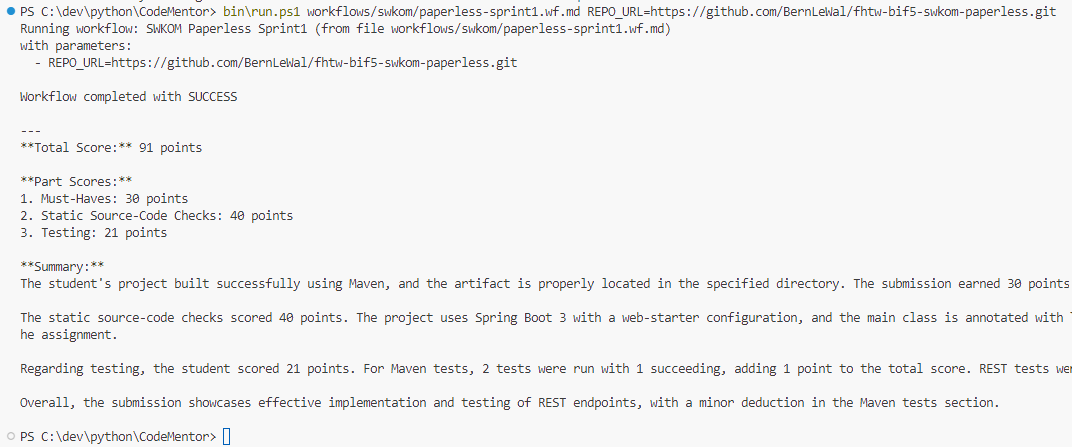 PS C:\dev\python\CodeMentor> bin\run.ps1 workflows/swkom/paperless-sprint1.wf.md REPO_URL=https://github.com/BernLeWal/fhtw-bif5-swkom-paperless.git
Running workflow: SWKOM Paperless Sprint1 (from file workflows/swkom/paperless-sprint1.wf.md)
with parameters:
  - REPO_URL=https://github.com/BernLeWal/fhtw-bif5-swkom-paperless.git

Workflow completed with SUCCESS

---
**Total Score:** 91 points

**Part Scores:**
1. Must-Haves: 30 points
2. Static Source-Code Checks: 40 points
3. Testing: 21 points

**Summary:**
The student's project built successfully using Maven, and the artifact is properly located in the specified directory. The submission earned 30 points
The static source-code checks scored 40 points. The project uses Spring Boot 3 with a web-starter configuration, and the main class is annotated with
he assignment.

Regarding testing, the student scored 21 points. For Maven tests, 2 tests were run with 1 succeeding, adding 1 point to the total score. REST tests

Overall, the submission showcases effective implementation and testing of REST endpoints, with a minor deduction in the Maven tests section.

PS C:\dev\python\CodeMentor>